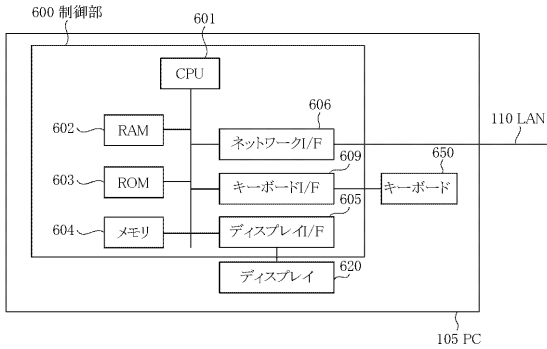 600 制御部
601
CPU
602
RAM
606
ネットワークI/F
110 LAN
603
ROM
609
キーボードI/F
650
キーボード
604
メモリ
605
ディスプレイI/F
ディスプレイ
620
105 PC